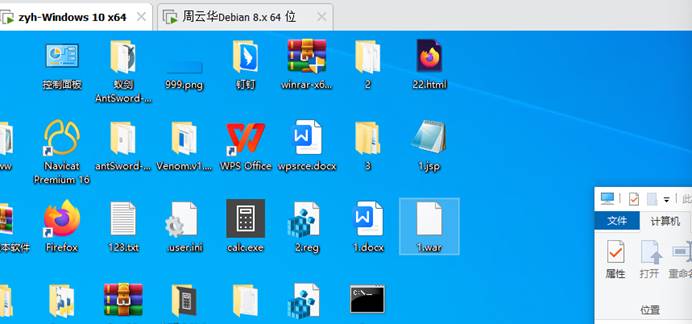 zyh-Windows 10 x64
周云华Debian 8.x 64 位
控制面板
蚁剑
AntSword-...
999.png
钉钉
winrar-x6...
2
22.html
Navicat
Premium 16
antSword-...
Venom.v1....
WPS Office
wpsrce.docx
3
1.jsp
本软件
Firefox
123.txt
.user.ini
calc.exe
2.reg
1.docx
1.war
文件
计算机
属性
打开
重命名
位置